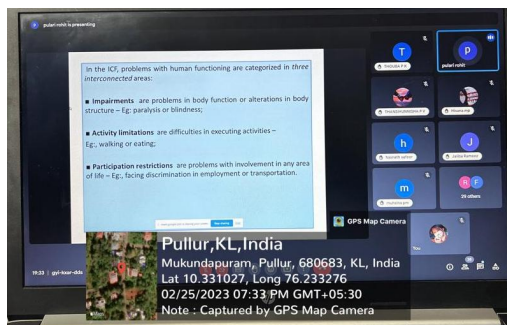 pulari rohit is presenting
In the ICF, problems with human functioning are categorized in three
interconnected areas:
■ Impairments are problems in body function or alterations in body
structure – Eg: paralysis or blindness;
■ Activity limitations are difficulties in executing activities –
Eg:, walking or eating;
■ Participation restrictions are problems with involvement in any area
of life – Eg:, facing discrimination in employment or transportation.
T
p
pulari rohit
h
J
m
R F
29 others
You
19:33 | gyi-kxar-dds
GPS Map Camera
Pullur,KL,India
Mukundapuram, Pullur, 680683, KL, India
Lat 10.331027, Long 76.233276
02/25/2023 07:33 PM GMT+05:30
Note : Captured by GPS Map Camera